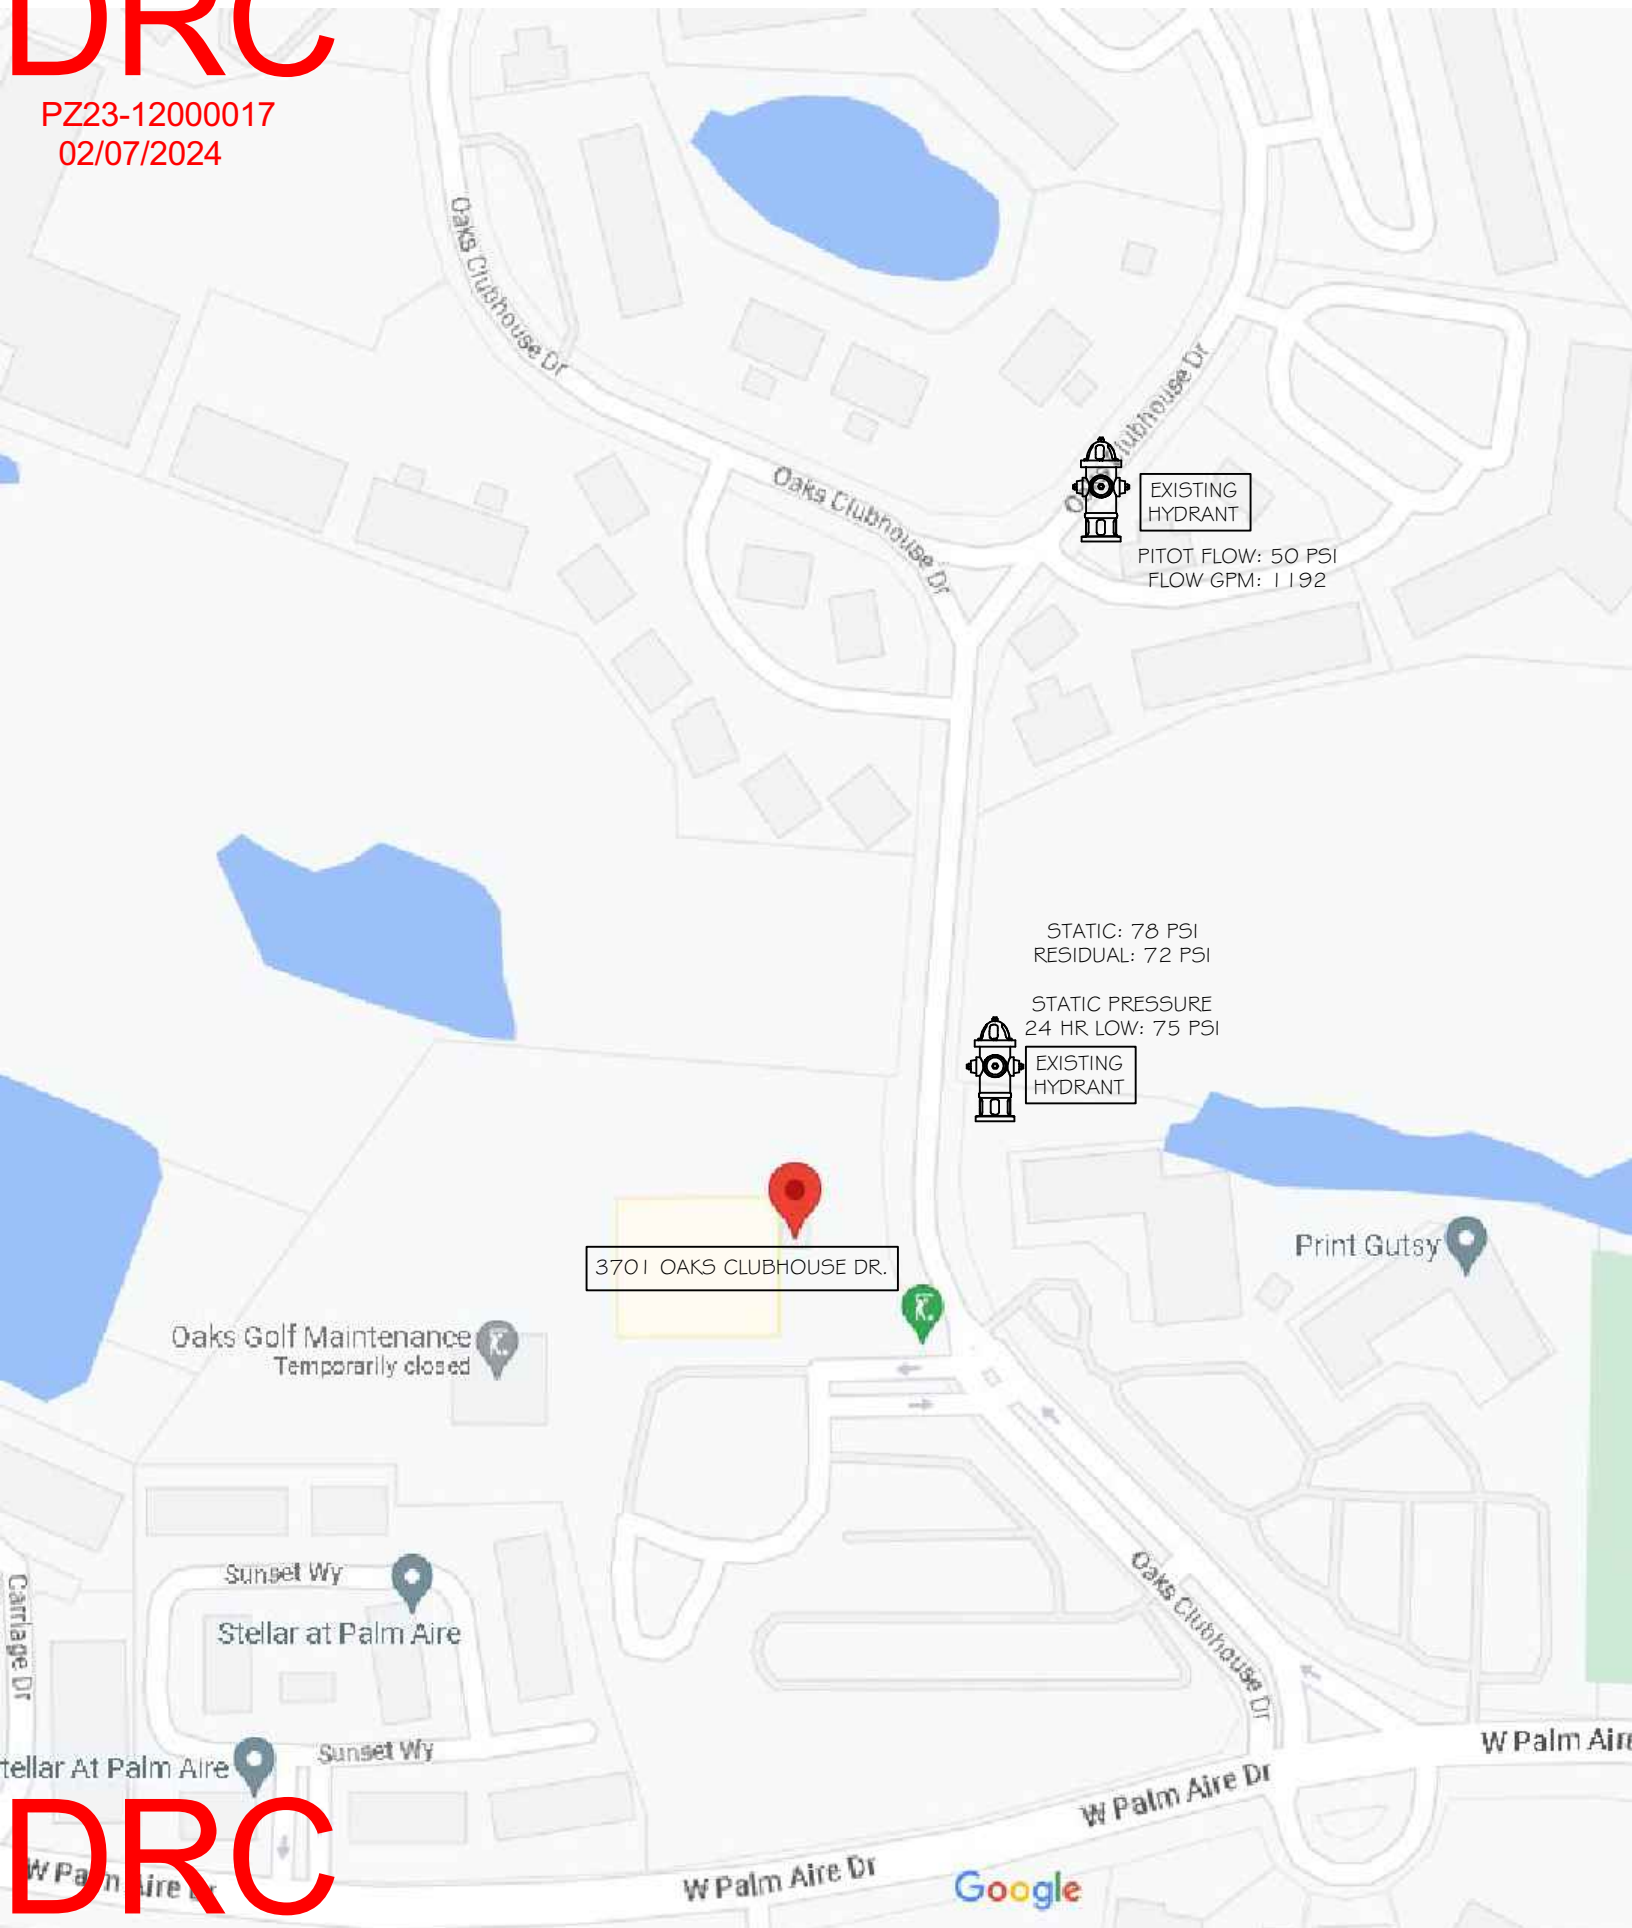 DRC
PZ23-12000017
02/07/2024
Oaks Clubhouse Dr
Oaks Clubhouse Dr
Oaks Clubhouse Dr
EXISTING
HYDRANT
PITOT FLOW: 50 PSI
FLOW GPM: 1192
STATIC: 78 PSI
RESIDUAL: 72 PSI
STATIC PRESSURE
24 HR LOW: 75 PSI
EXISTING
HYDRANT
3701 OAKS CLUBHOUSE DR.
Print Gutsy
Oaks Golf Maintenance
Temporarily closed
Sunset Wy
Stellar at Palm Aire
Carriage Dr
Oaks Clubhouse Dr
Sunset Wy
tellar At Palm Aire
W Palm Aire
W Palm Aire Dr
W Palm Aire Dr
W Palm Aire Dr
DRC
Google